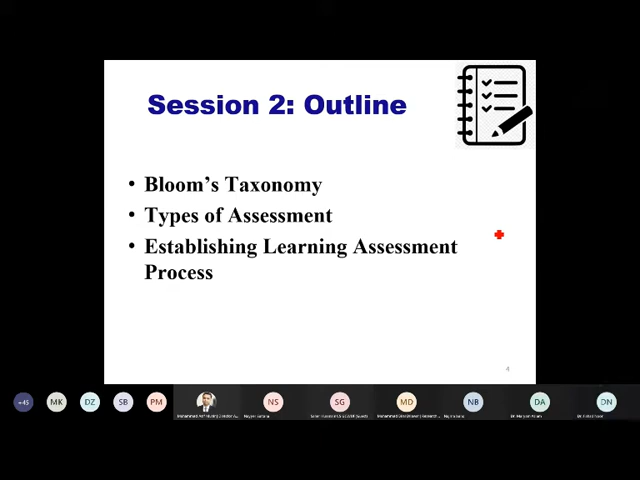 Session 2: Outline
• Bloom's Taxonomy
• Types of Assessment
• Establishing Learning Assessment
Process
4
+45 MK DZ SB PM NS SG MD NB DA DN